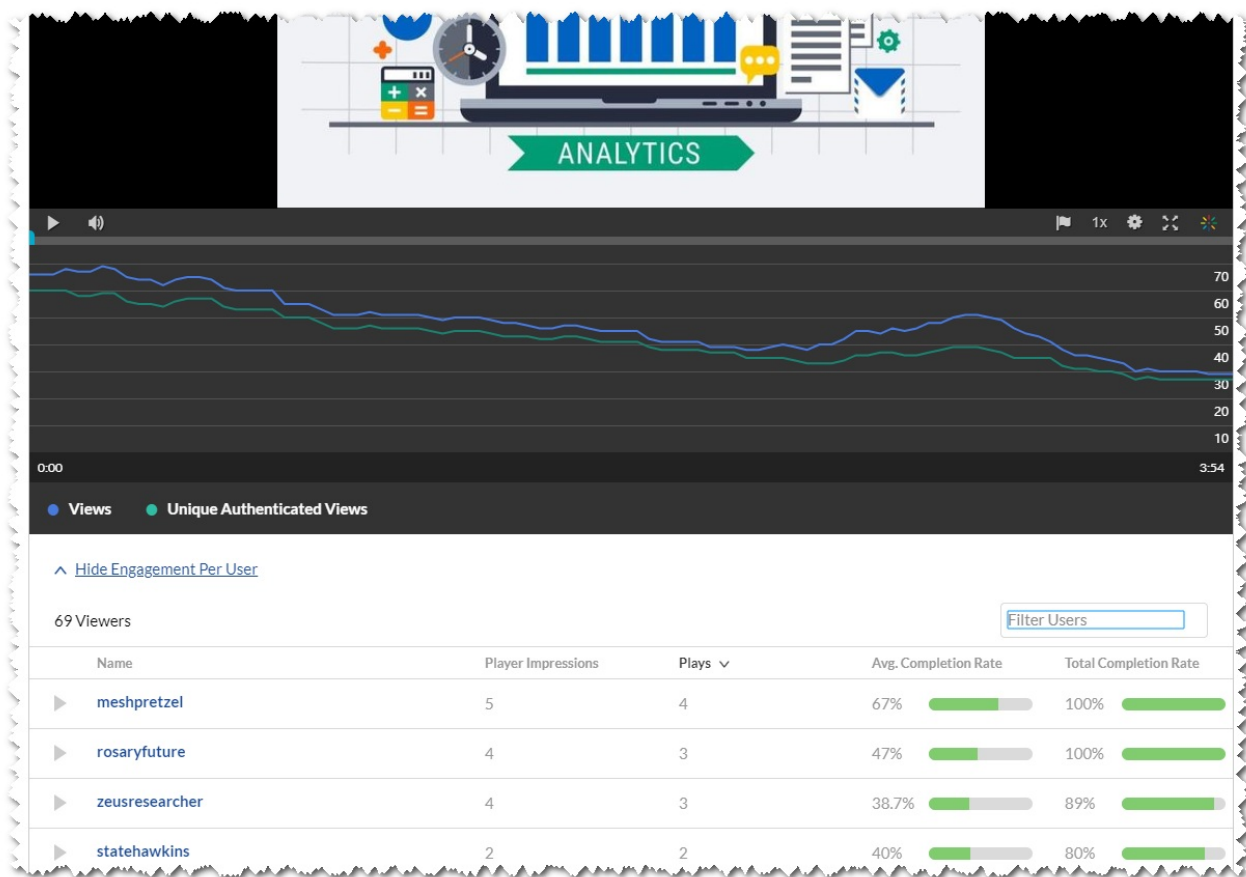 ANALYTICS
1x
70
60
50
40
30
20
10
0:00 3:54
Views Unique Authenticated Views
Hide Engagement Per User
69 Viewers Filter Users
Name Player Impressions Plays Avg. Completion Rate Total Completion Rate
meshpretzel 5 4 67% 100%
rosaryfuture 4 3 47% 100%
zeusresearcher 4 3 38.7% 89%
statehawkins 2 2 40% 80%